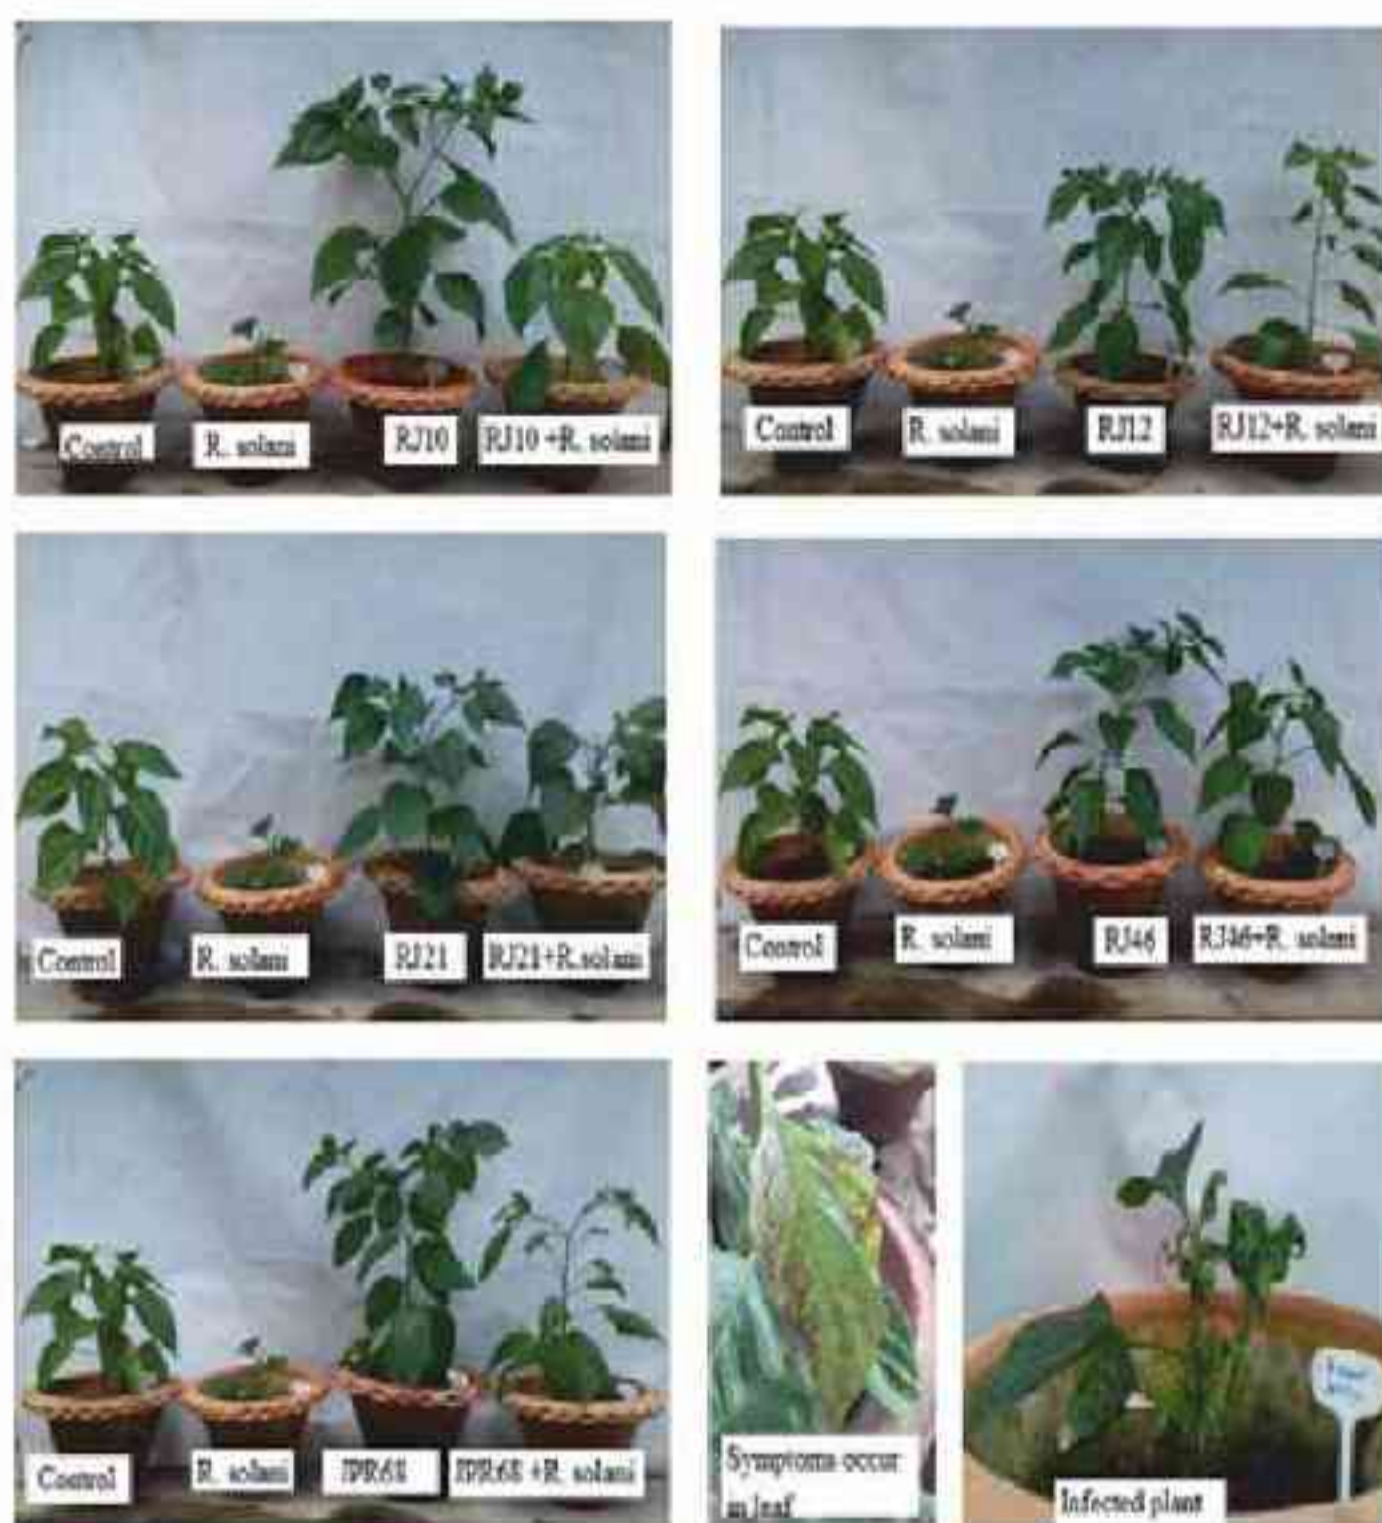 Control
R. solani
RJ10
RJ10 +R. solani
Control
R. solani
RJ12
RJ12+R. solani
Control
R. solani
RJ21
RJ21+R.solani
Control
R. solani
RJ46
RJ46+R. solani
Control
R. solani
JPR68
JPR68 +R. solani
Symptoms occur
in leaf
Infected plant